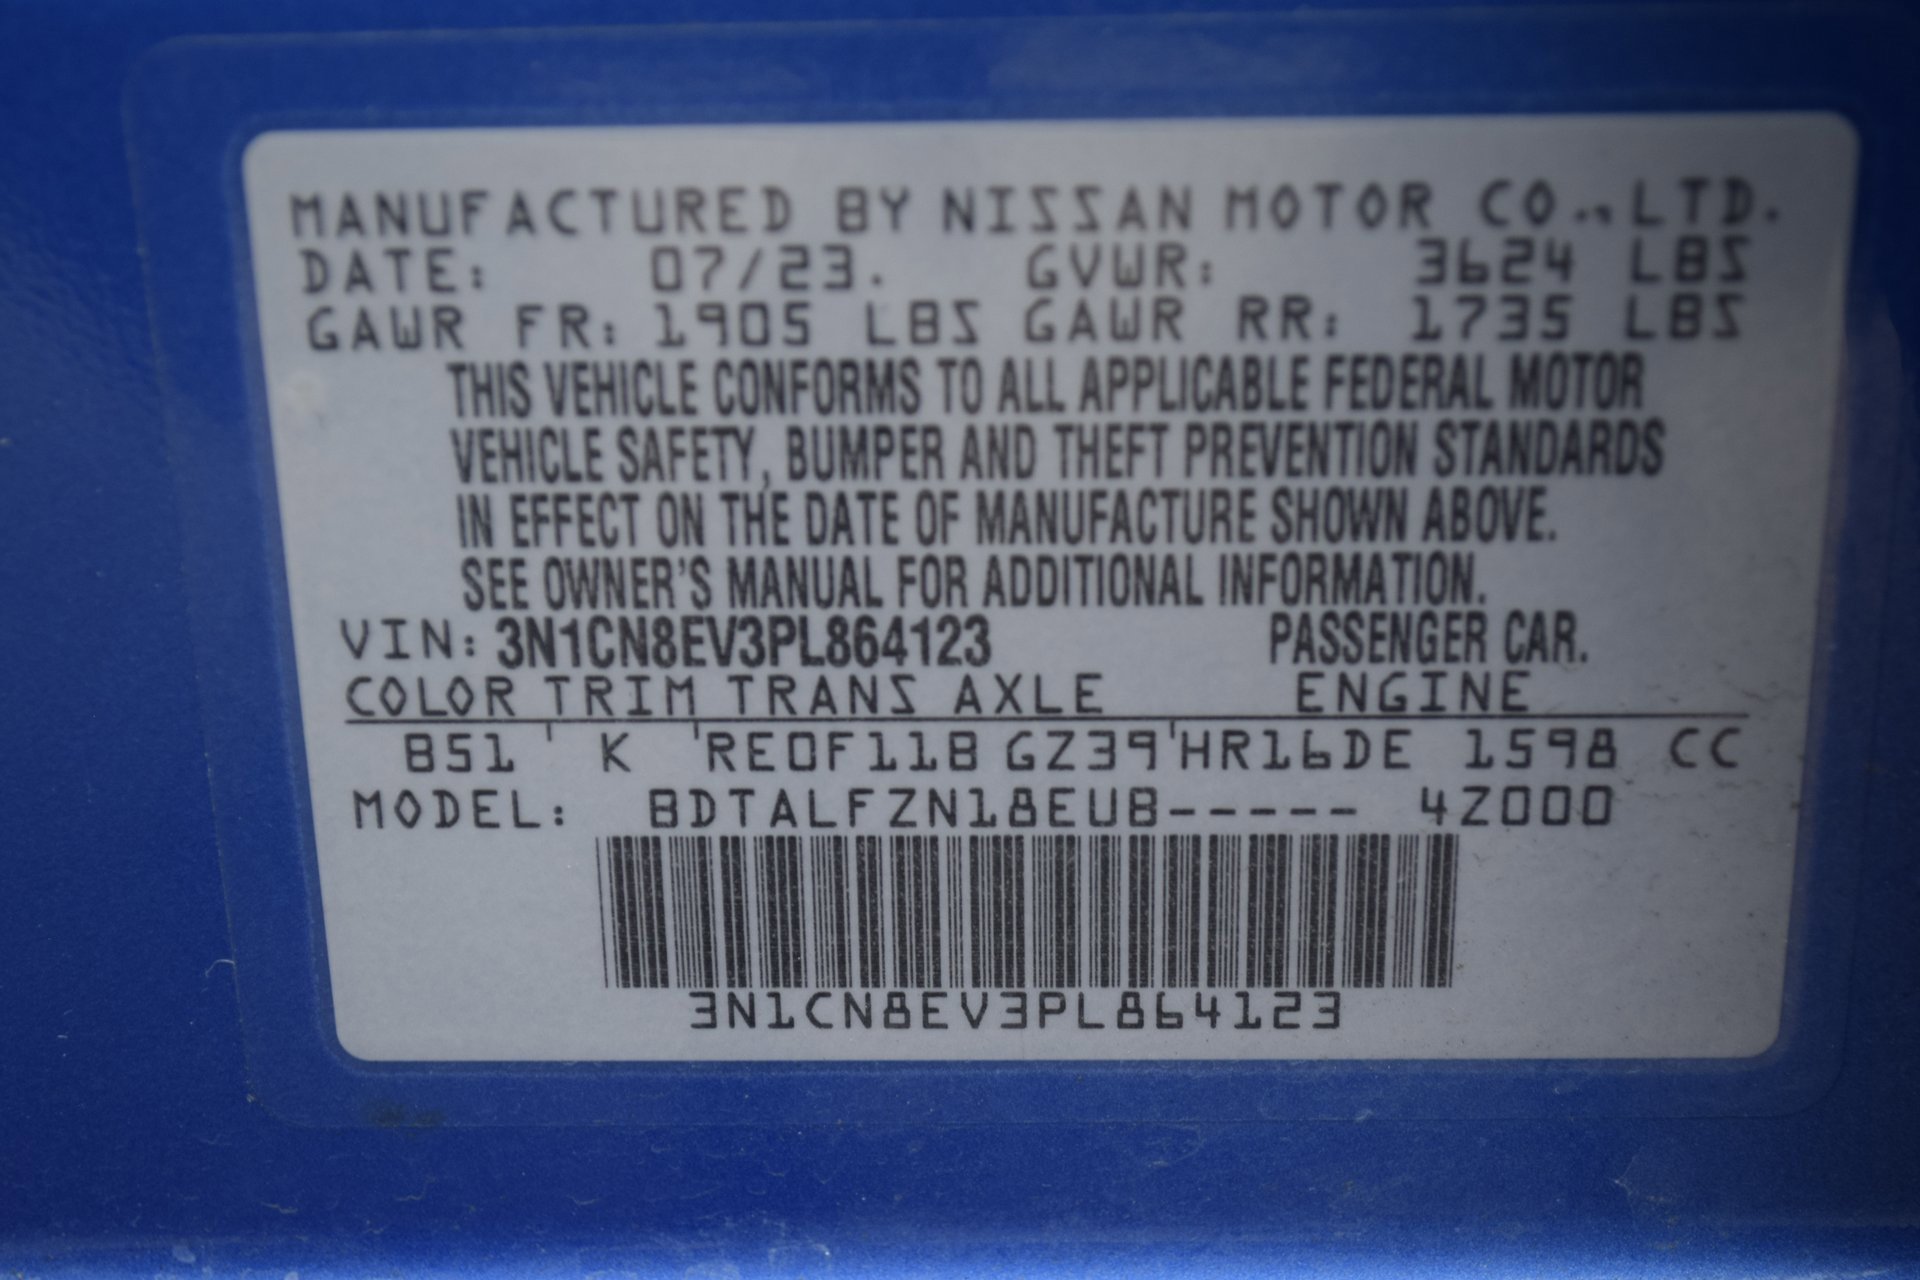 MANUFACTURED BY NISSAN MOTOR CO., LTD.
DATE: 07/23. GVWR: 3624 LBS
GAWR FR: 1905 LBS GAWR RR: 1735 LBS
THIS VEHICLE CONFORMS TO ALL APPLICABLE FEDERAL MOTOR
VEHICLE SAFETY, BUMPER AND THEFT PREVENTION STANDARDS
IN EFFECT ON THE DATE OF MANUFACTURE SHOWN ABOVE.
SEE OWNER'S MANUAL FOR ADDITIONAL INFORMATION.
VIN: 3N1CN8EV3PL864123 PASSENGER CAR.
COLOR TRIM TRANS AXLE ENGINE
B51 K RE0F11B GZ39 HR16DE 1598 CC
MODEL: BDTALFZN18EUB----- 4Z000
3N1CN8EV3PL864123